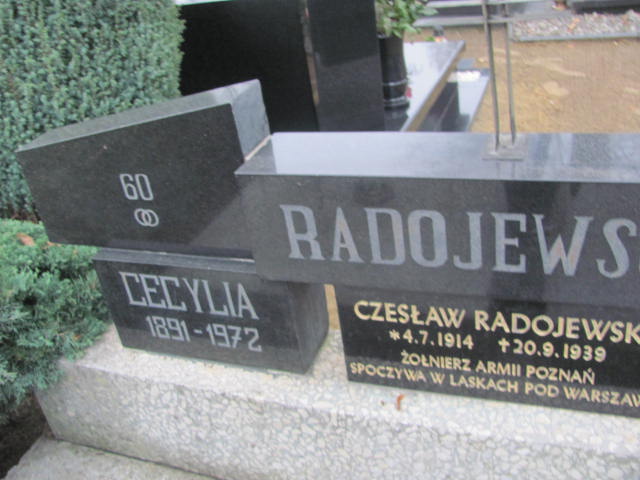 60
RADOJEWS
CECYLIA
1891-1972
CZESŁAW RADOJEWSK
*4.7.1914 †20.9.1939
ŻOŁNIERZ ARMII POZNAŃ
SPOCZYWA W LASKACH POD WARSZAW